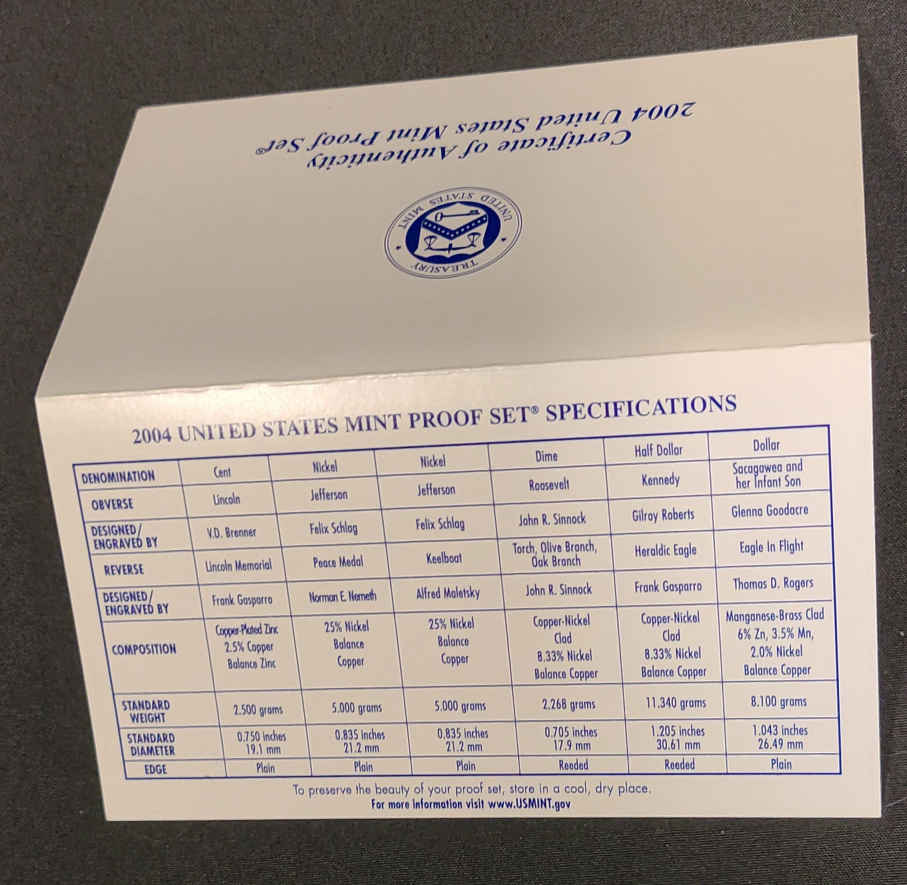 2004 United States Mint Proof Set®
Certificate of Authenticity
UNITED STATES MINT
TREASURY
2004 UNITED STATES MINT PROOF SET® SPECIFICATIONS
DENOMINATION Cent Nickel Nickel Dime Half Dollar Dollar
OBVERSE Lincoln Jefferson Jefferson Roosevelt Kennedy Sacagawea and
her Infant Son
DESIGNED/
ENGRAVED BY V.D. Brenner Felix Schlag Felix Schlag John R. Sinnock Gilroy Roberts Glenna Goodacre
REVERSE Lincoln Memorial Peace Medal Keelboat Torch, Olive Branch,
Oak Branch Heraldic Eagle Eagle In Flight
DESIGNED/
ENGRAVED BY Frank Gasparro Norman E. Nemeth Alfred Maletsky John R. Sinnock Frank Gasparro Thomas D. Rogers
COMPOSITION Copper-Plated Zinc 25% Nickel 25% Nickel Copper-Nickel Copper-Nickel Manganese-Brass Clad
2.5% Copper Balance Balance Clad Clad 6% Zn, 3.5% Mn,
Balance Zinc Copper Copper 8.33% Nickel 8.33% Nickel 2.0% Nickel
Balance Copper Balance Copper Balance Copper
STANDARD
WEIGHT 2.500 grams 5.000 grams 5.000 grams 2.268 grams 11.340 grams 8.100 grams
STANDARD 0.750 inches 0.835 inches 0.835 inches 0.705 inches 1.205 inches 1.043 inches
DIAMETER 19.1 mm 21.2 mm 21.2 mm 17.9 mm 30.61 mm 26.49 mm
EDGE Plain Plain Plain Reeded Reeded Plain
To preserve the beauty of your proof set, store in a cool, dry place.
For more information visit www.USMINT.gov